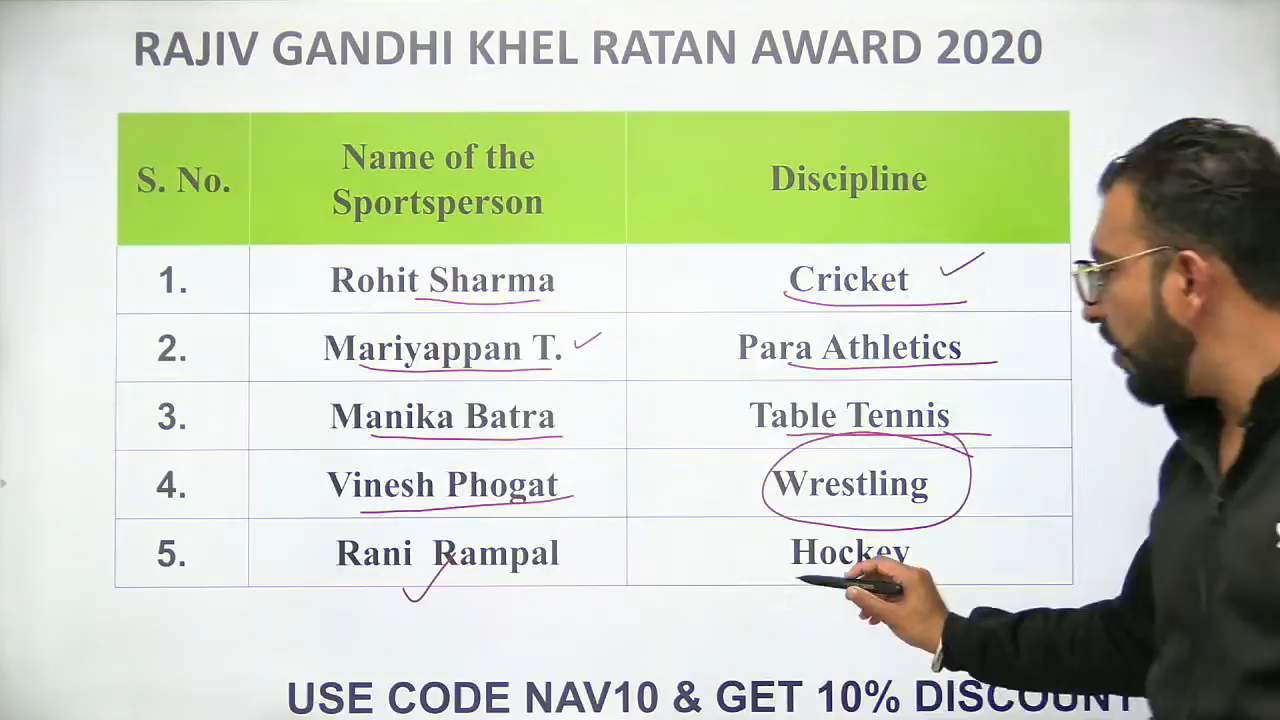 RAJIV GANDHI KHEL RATAN AWARD 2020
S. No. Name of the Sportsperson Discipline
1. Rohit Sharma Cricket
2. Mariyappan T. Para Athletics
3. Manika Batra Table Tennis
4. Vinesh Phogat Wrestling
5. Rani Rampal Hockey
USE CODE NAV10 & GET 10% DISCOUNT